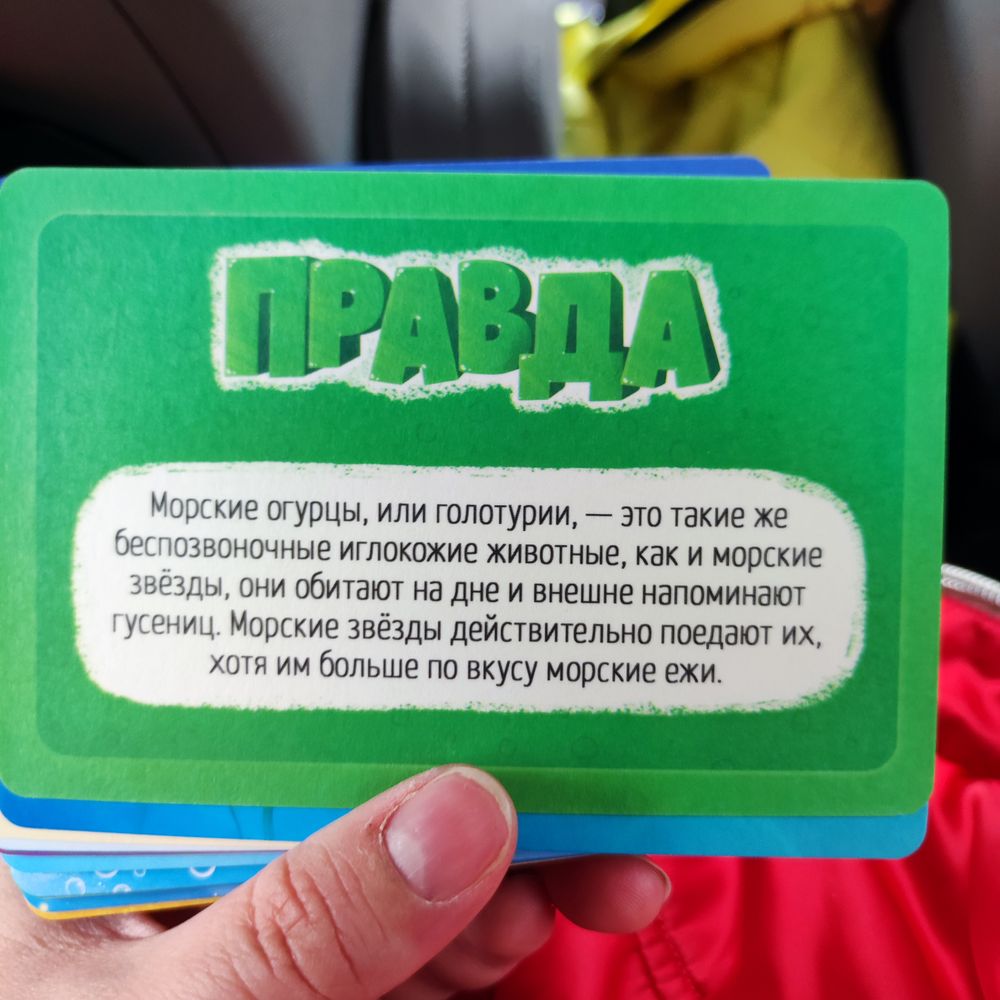 ПРАВДА
Морские огурцы, или голотурии, — это такие же
беспозвоночные иглокожие животные, как и морские
звёзды, они обитают на дне и внешне напоминают
гусениц. Морские звёзды действительно поедают их,
хотя им больше по вкусу морские ежи.